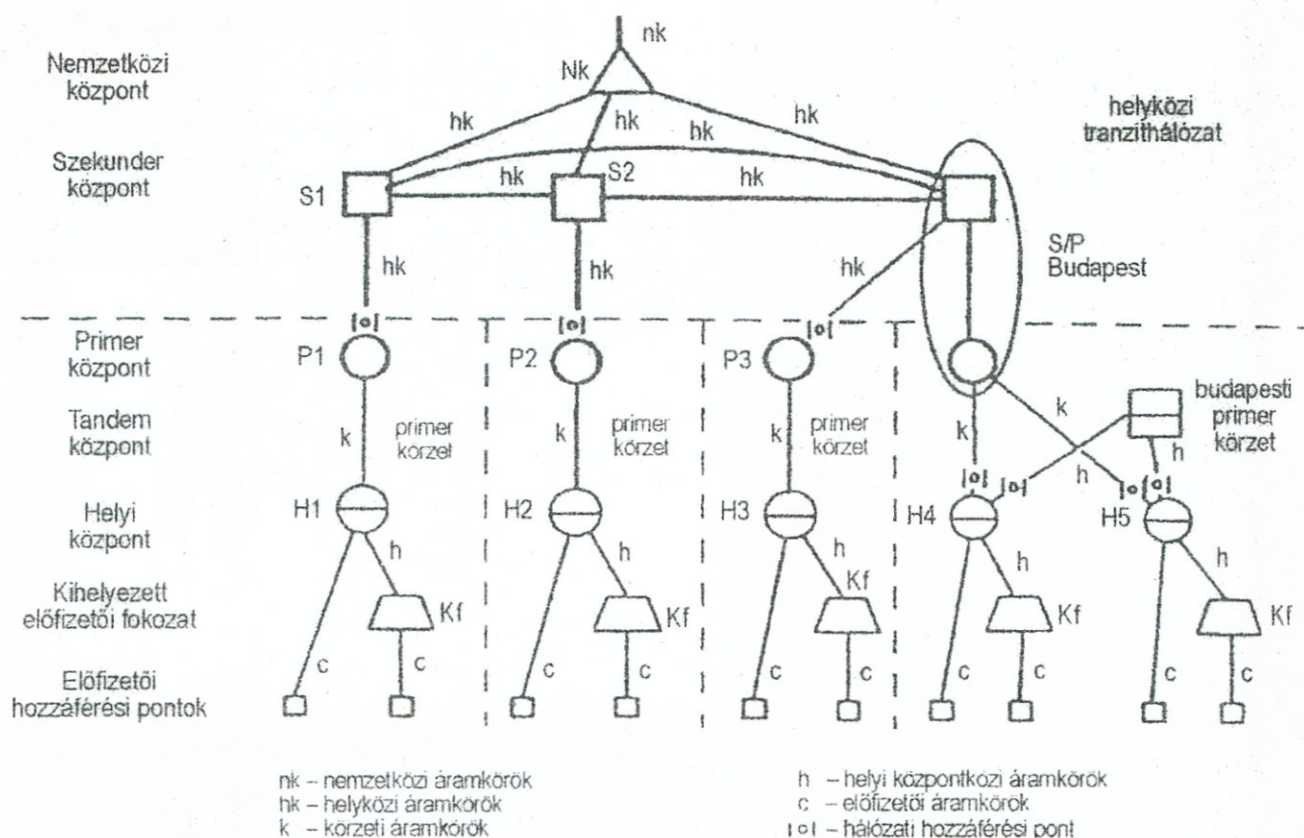 nk
Nemzetközi
központ
Nk
hk
hk
hk
hk
helyközi
tranzithálózat
Szekunder
központ
S1
hk
S2
hk
hk
hk
hk
S/P
Budapest
Primer
központ
P1
P2
P3
Tandem
központ
k
primer
körzet
k
primer
körzet
k
primer
körzet
k
k
budapesti
primer
körzet
h
h
Helyi
központ
H1
H2
H3
H4
H5
h
h
h
h
h
Kihelyezett
előfizetői fokozat
Kf
Kf
Kf
Kf
Kf
Előfizetői
hozzáférési pontok
c
c
c
c
c
c
c
c
c
c
nk – nemzetközi áramkörök
hk – helyközi áramkörök
k – körzeti áramkörök
h – helyi központközi áramkörök
c – előfizetői áramkörök
– hálózati hozzáférési pont